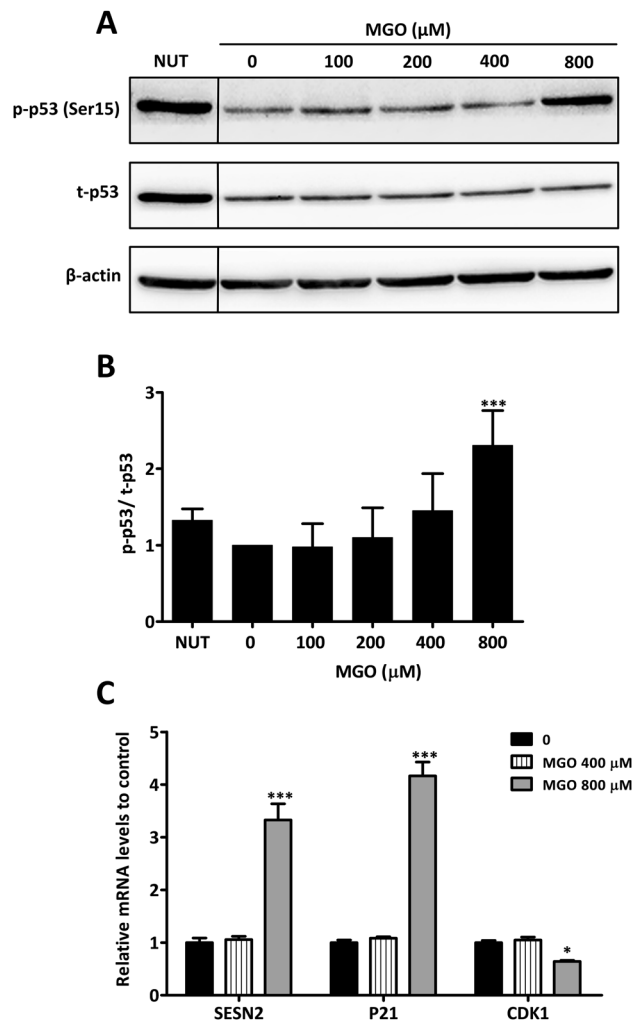 A
MGO (μM)
NUT 0 100 200 400 800
p-p53 (Ser15)
t-p53
β-actin
B
3
***
2
1
0
p-p53/ t-p53
NUT 0 100 200 400 800
MGO (μM)
C
5
4
3
2
1
0
Relative mRNA levels to control
***
***
*
0
MGO 400 μM
MGO 800 μM
SESN2 P21 CDK1